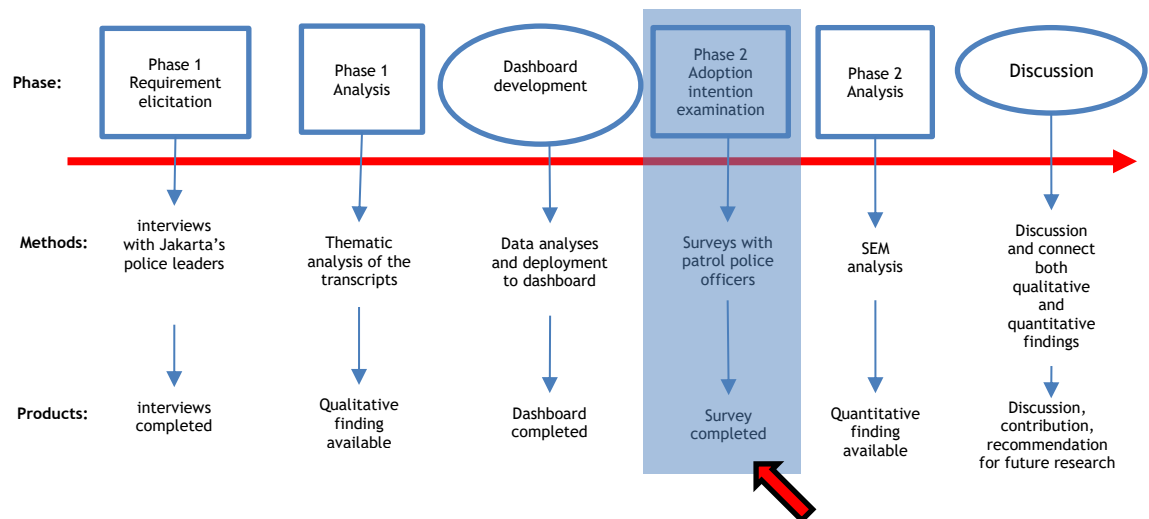 Phase:
Phase 1
Requirement
elicitation
Phase 1
Analysis
Dashboard
development
Phase 2
Adoption
intention
examination
Phase 2
Analysis
Discussion
Methods:
interviews
with Jakarta's
police leaders
Thematic
analysis of the
transcripts
Data analyses
and deployment
to dashboard
Surveys with
patrol police
officers
SEM
analysis
Discussion
and connect
both
qualitative
and
quantitative
findings
Products:
interviews
completed
Qualitative
finding
available
Dashboard
completed
Survey
completed
Quantitative
finding
available
Discussion,
contribution,
recommendation
for future research